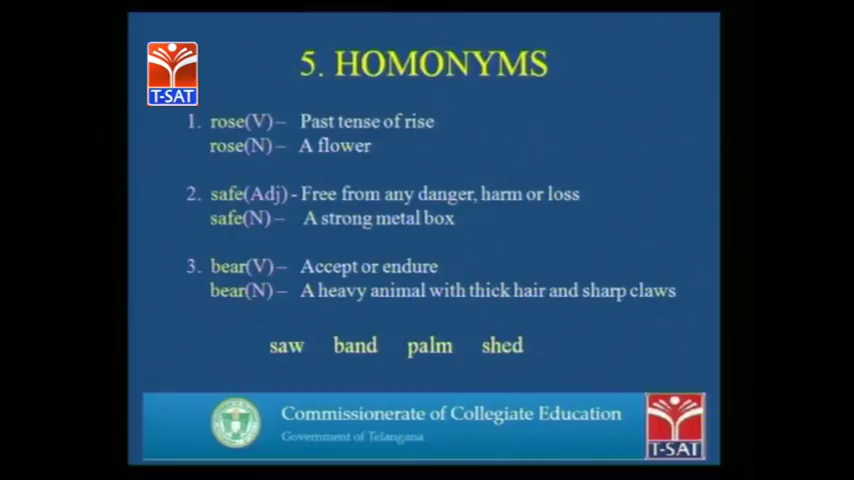 T-SAT
5. HOMONYMS
1. rose(V) – Past tense of rise
rose(N) – A flower
2. safe(Adj) - Free from any danger, harm or loss
safe(N) – A strong metal box
3. bear(V) – Accept or endure
bear(N) – A heavy animal with thick hair and sharp claws
saw band palm shed
Commissionerate of Collegiate Education
Government of Telangana
T-SAT